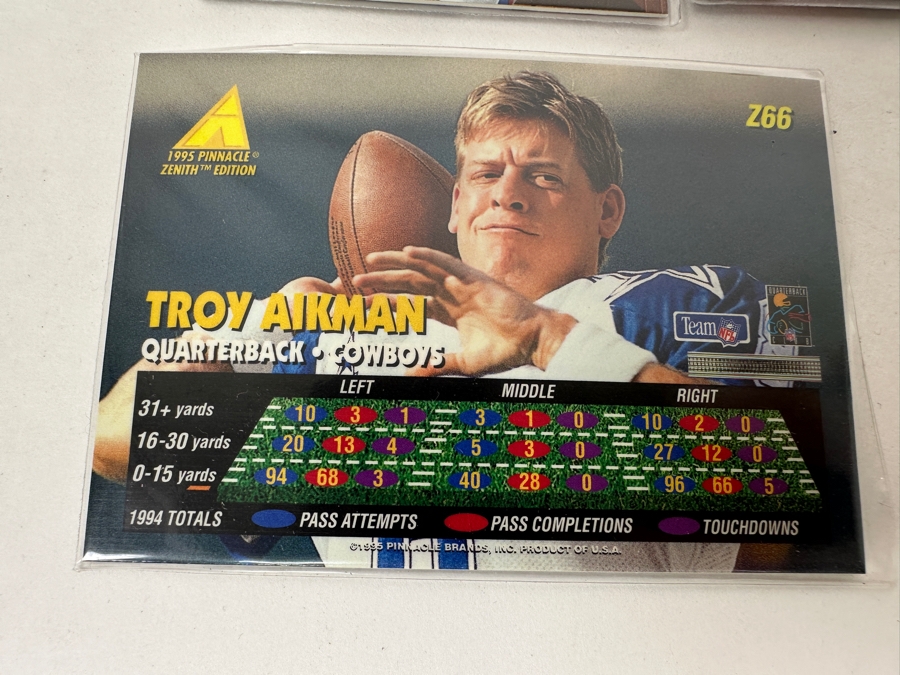 Z66
1995 PINNACLE®
ZENITH™ EDITION
TROY AIKMAN
QUARTERBACK • COWBOYS
QUARTERBACK
Team NFL
LEFT MIDDLE RIGHT
31+ yards 10 3 1 3 1 0 10 2 0
16-30 yards 20 13 4 5 3 0 27 12 0
0-15 yards 94 68 3 40 28 0 96 66 5
1994 TOTALS PASS ATTEMPTS PASS COMPLETIONS TOUCHDOWNS
©1995 PINNACLE BRANDS, INC. PRODUCT OF U.S.A.